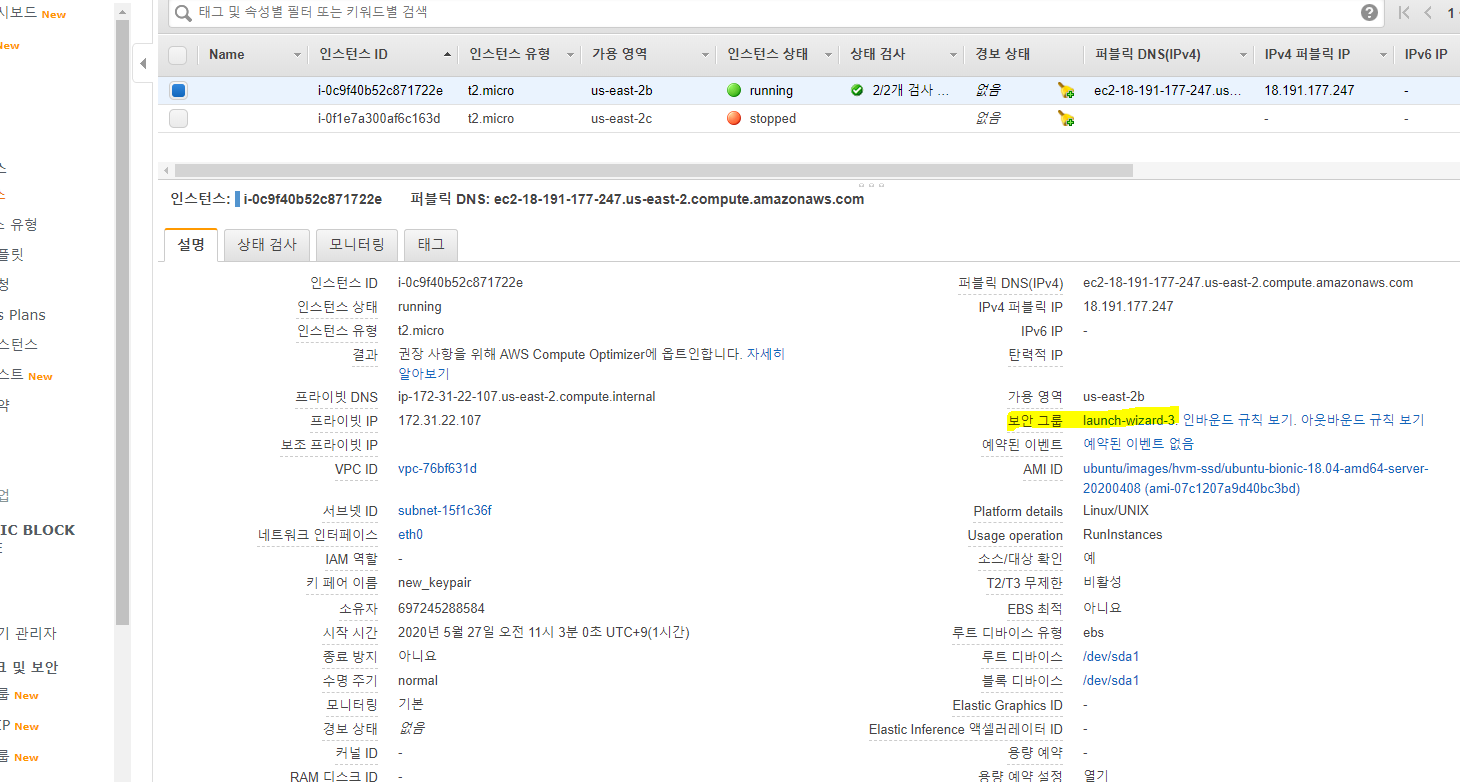 시보드 New
New
스
스
스 유형
플릿
청
s Plans
스턴스
스트 New
약
업
IC BLOCK
E
기 관리자
크 및 보안
룹 New
IP New
룹 New
태그 및 속성별 필터 또는 키워드별 검색
1
Name 인스턴스 ID 인스턴스 유형 가용 영역 인스턴스 상태 상태 검사 경보 상태 퍼블릭 DNS(IPv4) IPv4 퍼블릭 IP IPv6 IP
i-0c9f40b52c871722e t2.micro us-east-2b running 2/2개 검사 ... 없음 ec2-18-191-177-247.us... 18.191.177.247 -
i-0f1e7a300af6c163d t2.micro us-east-2c stopped 없음 - -
인스턴스: i-0c9f40b52c871722e 퍼블릭 DNS: ec2-18-191-177-247.us-east-2.compute.amazonaws.com
설명 상태 검사 모니터링 태그
인스턴스 ID i-0c9f40b52c871722e 퍼블릭 DNS(IPv4) ec2-18-191-177-247.us-east-2.compute.amazonaws.com
인스턴스 상태 running IPv4 퍼블릭 IP 18.191.177.247
인스턴스 유형 t2.micro IPv6 IP -
결과 권장 사항을 위해 AWS Compute Optimizer에 옵트인합니다. 자세히 탄력적 IP
알아보기
프라이빗 DNS ip-172-31-22-107.us-east-2.compute.internal 가용 영역 us-east-2b
프라이빗 IP 172.31.22.107 보안 그룹 launch-wizard-3. 인바운드 규칙 보기. 아웃바운드 규칙 보기
보조 프라이빗 IP 예약된 이벤트 예약된 이벤트 없음
VPC ID vpc-76bf631d AMI ID ubuntu/images/hvm-ssd/ubuntu-bionic-18.04-amd64-server-
20200408 (ami-07c1207a9d40bc3bd)
서브넷 ID subnet-15f1c36f Platform details Linux/UNIX
네트워크 인터페이스 eth0 Usage operation RunInstances
IAM 역할 - 소스/대상 확인 예
키 페어 이름 new_keypair T2/T3 무제한 비활성
소유자 697245288584 EBS 최적 아니요
시작 시간 2020년 5월 27일 오전 11시 3분 0초 UTC+9(1시간) 루트 디바이스 유형 ebs
종료 방지 아니요 루트 디바이스 /dev/sda1
수명 주기 normal 블록 디바이스 /dev/sda1
모니터링 기본 Elastic Graphics ID -
경보 상태 없음 Elastic Inference 액셀러레이터 ID -
커널 ID - 용량 예약 -
RAM 디스크 ID - 용량 예약 설정 열기